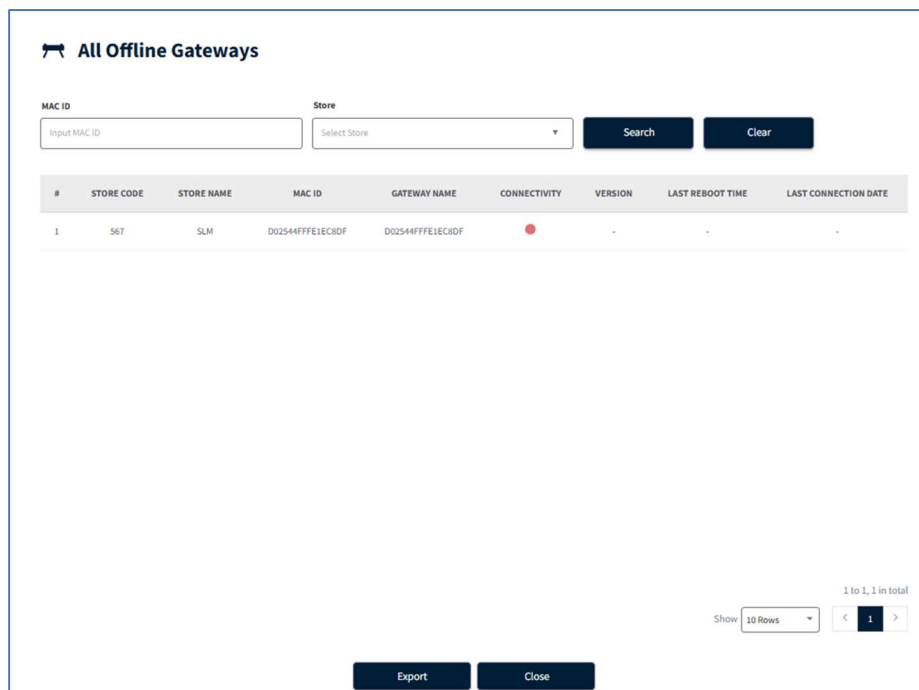 All Offline Gateways
MAC ID Store
Input MAC ID Select Store Search Clear
# STORE CODE STORE NAME MAC ID GATEWAY NAME CONNECTIVITY VERSION LAST REBOOT TIME LAST CONNECTION DATE
1 567 SLM D02544FFFE1EC8DF D02544FFFE1EC8DF - - -
1 to 1, 1 in total
Show 10 Rows < 1 >
Export Close